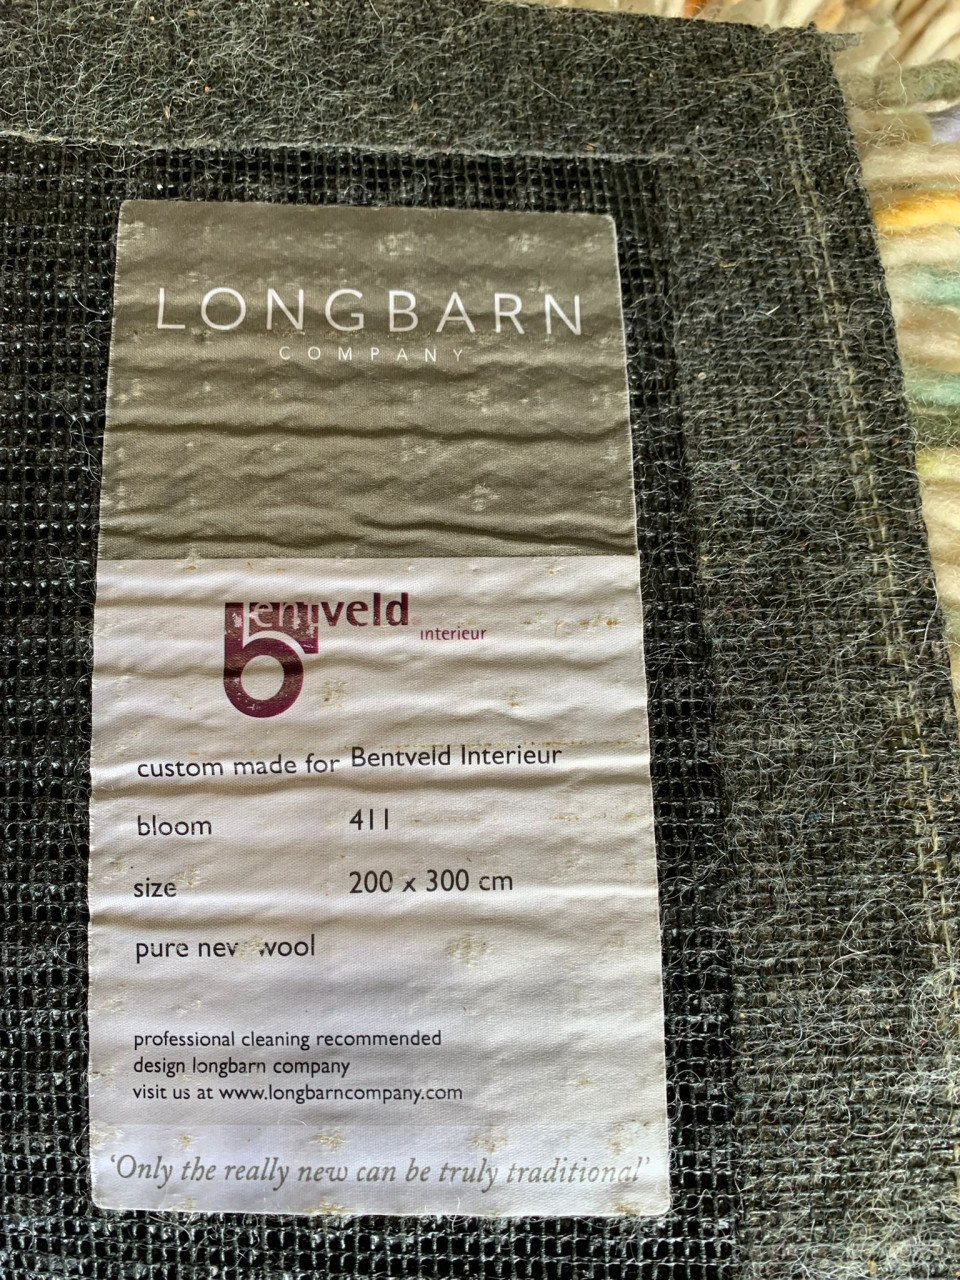 LONGBARN
COMPANY
bentveld
interieur
custom made for Bentveld Interieur
bloom 411
size 200 x 300 cm
pure new wool
professional cleaning recommended
design longbarn company
visit us at www.longbarncompany.com
'Only the really new can be truly traditional'